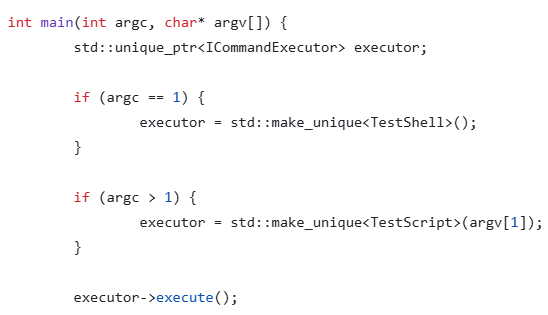 int main(int argc, char* argv[]) {
        std::unique_ptr<ICommandExecutor> executor;

        if (argc == 1) {
                executor = std::make_unique<TestShell>();
        }

        if (argc > 1) {
                executor = std::make_unique<TestScript>(argv[1]);
        }

        executor->execute();